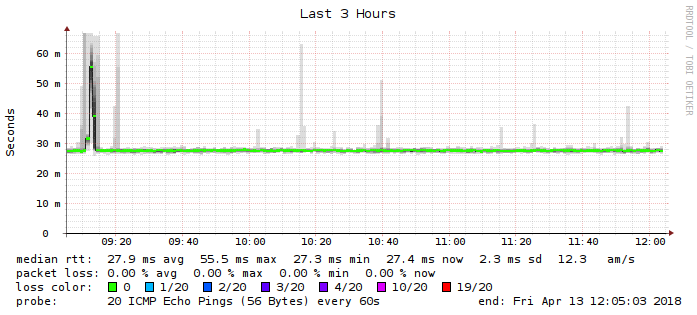 Last 3 Hours
RRDTOOL / TOBI OETIKER
Seconds
60 m
50 m
40 m
30 m
20 m
10 m
0
09:20 09:40 10:00 10:20 10:40 11:00 11:20 11:40 12:00
median rtt: 27.9 ms avg 55.5 ms max 27.3 ms min 27.4 ms now 2.3 ms sd 12.3 am/s
packet loss: 0.00 % avg 0.00 % max 0.00 % min 0.00 % now
loss color: 0 1/20 2/20 3/20 4/20 10/20 19/20
probe: 20 ICMP Echo Pings (56 Bytes) every 60s end: Fri Apr 13 12:05:03 2018